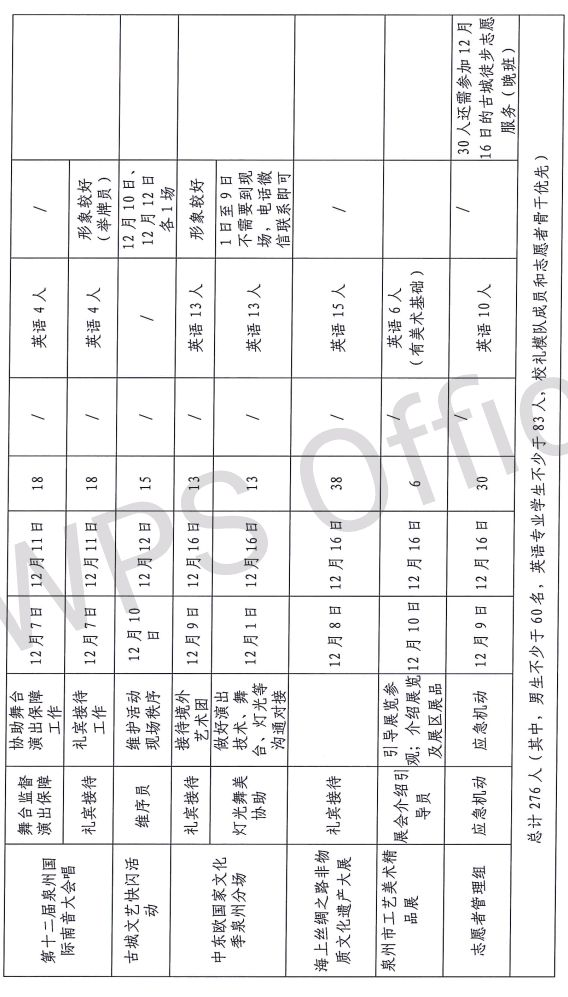 第十二届泉州国
际南音大会唱
舞台监督
演出保障
协助舞台
演出保障
工作
12月7日
12月11日
18
/
英语4人
/
礼宾接待
礼宾接待
工作
12月7日
12月11日
18
/
英语4人
形象较好
（举牌员）
古城文艺快闪活
动
维序员
维护活动
现场秩序
12月10
日
12月12日
15
/
/
12月10日、
12月12日
各1场
中东欧国家文化
季泉州分场
礼宾接待
接待境外
艺术团
12月9日
12月16日
13
/
英语13人
形象较好
灯光舞美
协助
做好演出
技术、舞
台、灯光等
沟通对接
12月1日
12月16日
13
/
英语13人
1日至9日
不需要到现
场，电话微
信联系即可
海上丝绸之路非物
质文化遗产大展
礼宾接待
12月8日
12月16日
38
/
英语15人
/
泉州市工艺美术精
品展
展会介绍引
导员
引导展览参
观；介绍展览
及展区展品
12月10日
12月16日
6
/
英语6人
（有美术基础）
志愿者管理组
应急机动
应急机动
12月9日
12月16日
30
/
英语10人
/
30人还需参加12月
16日的古城徒步志愿
服务（晚班）
总计276人（其中，男生不少于60名，英语专业学生不少于83人，校礼模队成员和志愿者骨干优先）
WPS Offic